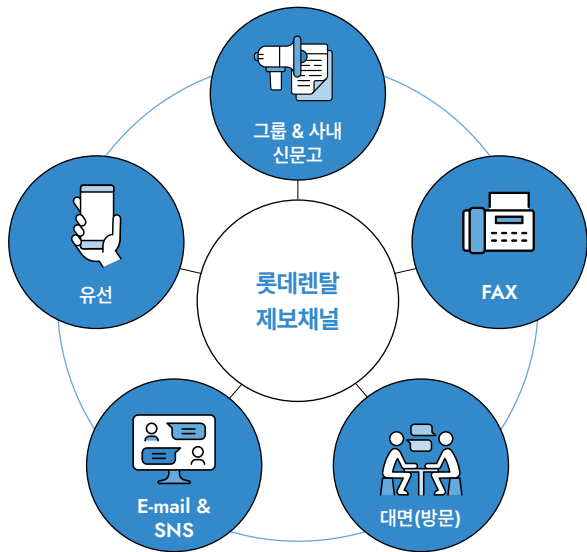 그룹 & 사내
신문고
유선
롯데렌탈
제보채널
FAX
E-mail &
SNS
대면(방문)